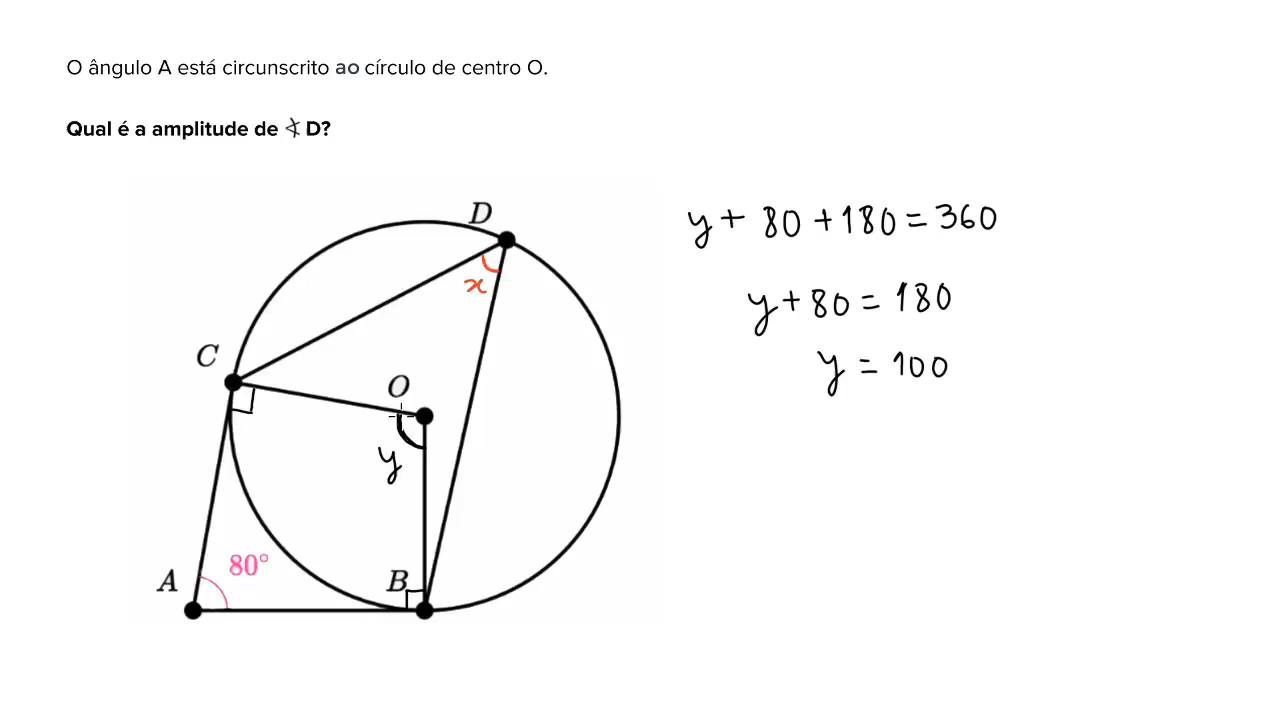 O ângulo A está circunscrito ao círculo de centro O.
Qual é a amplitude de ∢ D?
D
y + 80 + 180 = 360
x
y + 80 = 180
C
y = 100
O
y
80°
A
B